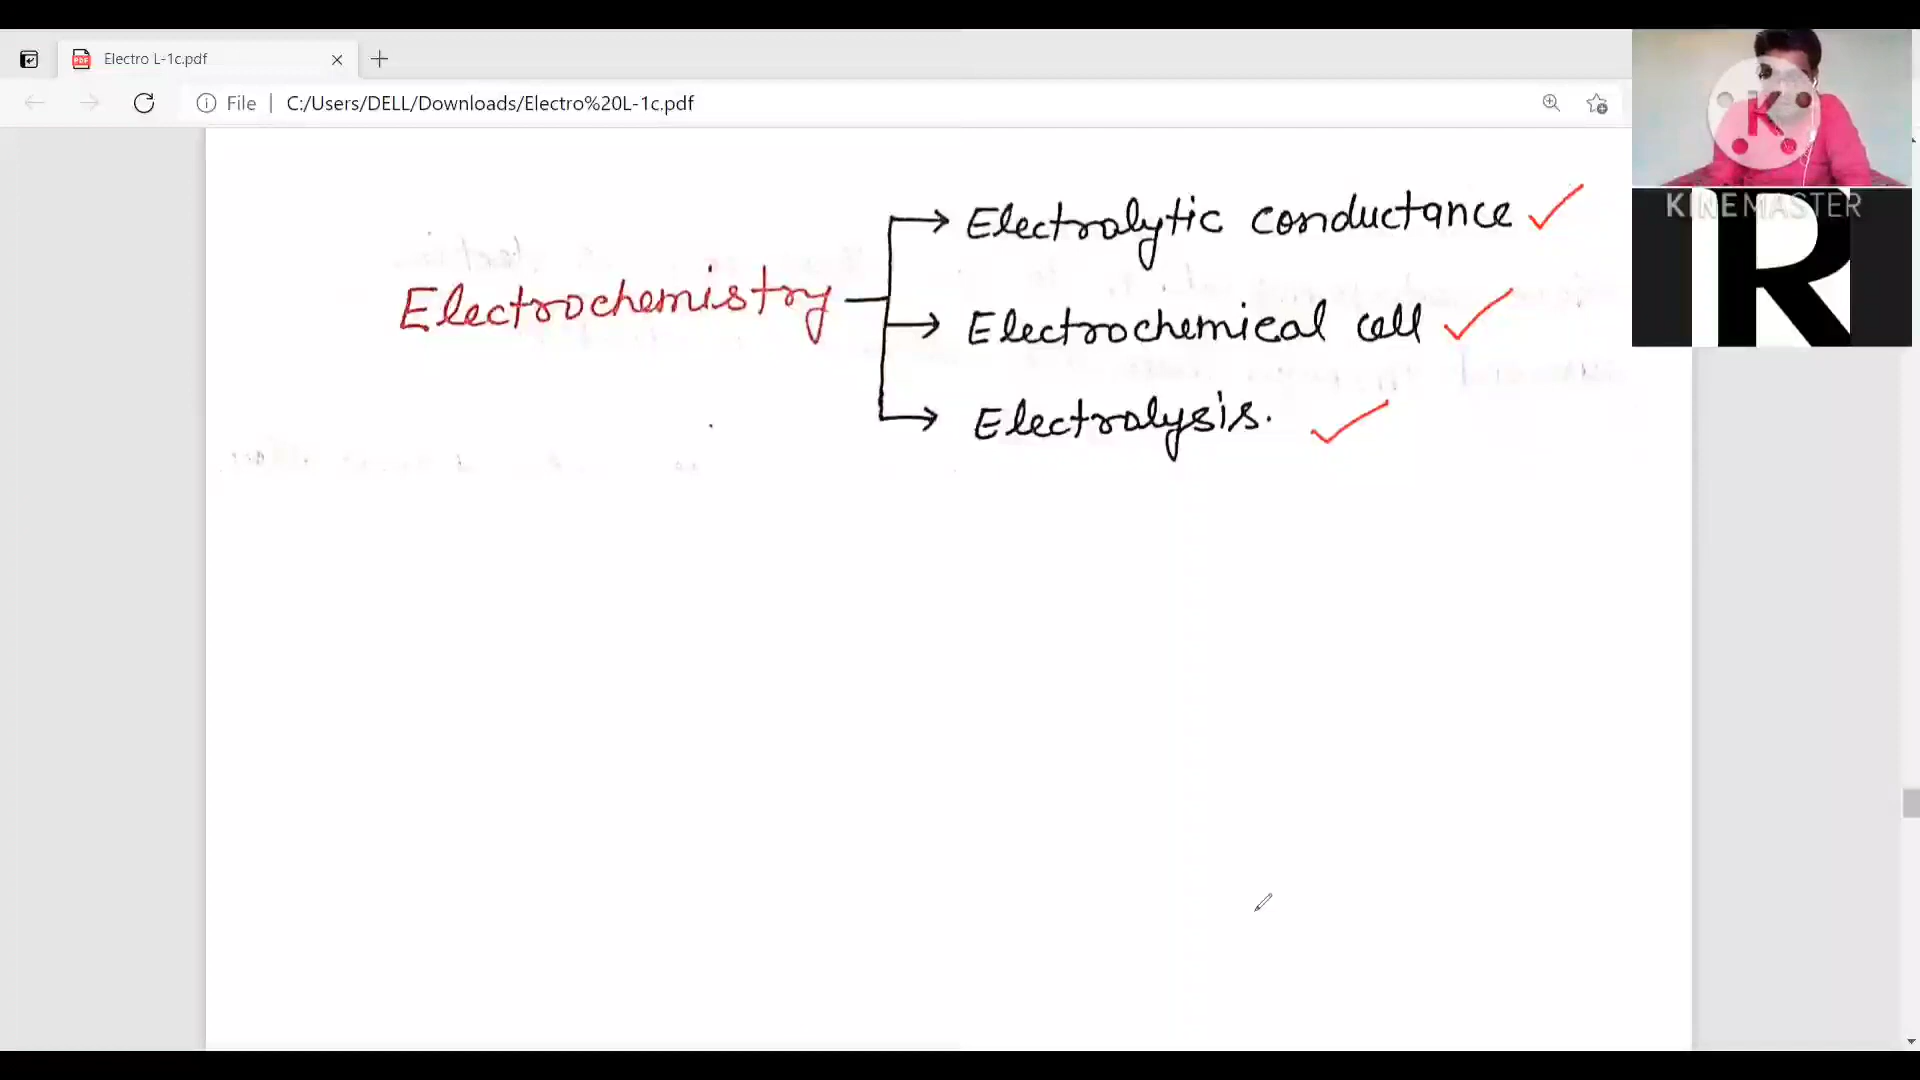 Electro L-1c.pdf
File | C:/Users/DELL/Downloads/Electro%20L-1c.pdf
K
KINEMASTER
R
Electrolytic conductance
Electrochemistry
Electrochemical cell
Electrolysis.